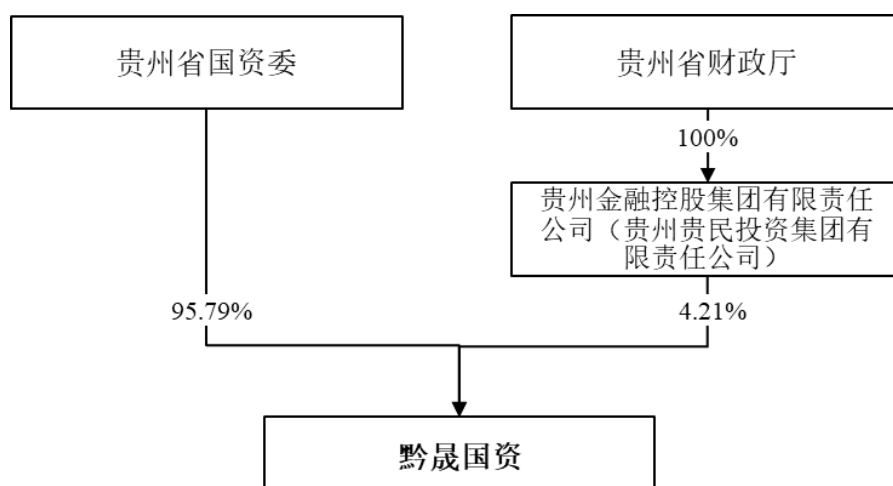 贵州省国资委
贵州省财政厅
100%
贵州金融控股集团有限责任
公司（贵州贵民投资集团有
限责任公司）
95.79%
4.21%
黔晟国资